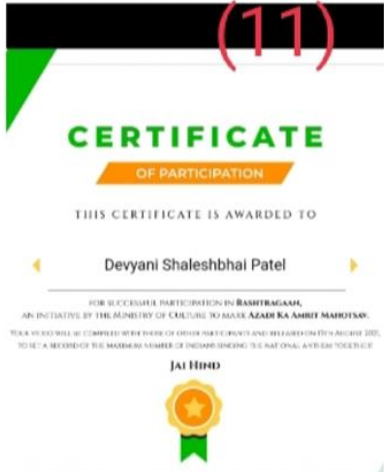 (11)
CERTIFICATE
OF PARTICIPATION
THIS CERTIFICATE IS AWARDED TO
Devyani Shaleshbhai Patel
FOR SUCCESSFUL PARTICIPATION IN RASHTRAGAAN,
AN INITIATIVE BY THE MINISTRY OF CULTURE TO MARK AZADI KA AMRIT MAHOTSAV.
YOUR VIDEO WILL BE COMPILED WITH THOSE OF OTHER PARTICIPANTS AND RELEASED ON 15TH AUGUST 2021,
TO SET A RECORD OF THE MAXIMUM NUMBER OF INDIANS SINGING THE NATIONAL ANTHEM TOGETHER
JAI HIND